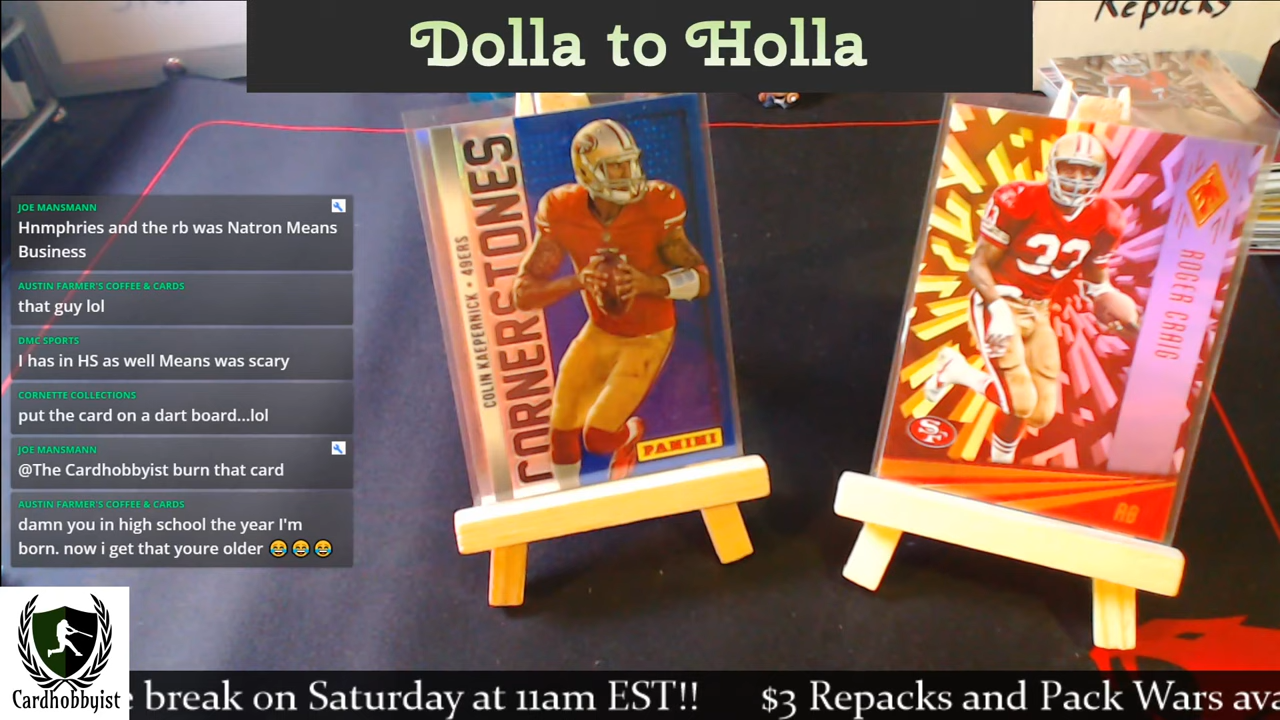 Repacks
Dolla to Holla
JOE MANSMANN
Hnmphries and the rb was Natron Means
Business
AUSTIN FARMER'S COFFEE & CARDS
that guy lol
DMC SPORTS
I has in HS as well Means was scary
CORNETTE COLLECTIONS
put the card on a dart board...lol
JOE MANSMANN
@The Cardhobbyist burn that card
AUSTIN FARMER'S COFFEE & CARDS
damn you in high school the year I'm
born. now i get that youre older 😂 😂 😂
COLIN KAEPERNICK • 49ERS
CORNERSTONES
PANINI
33
ROGER CRAIG
SF
RB
Cardhobbyist
e break on Saturday at 11am EST!!
$3 Repacks and Pack Wars ava